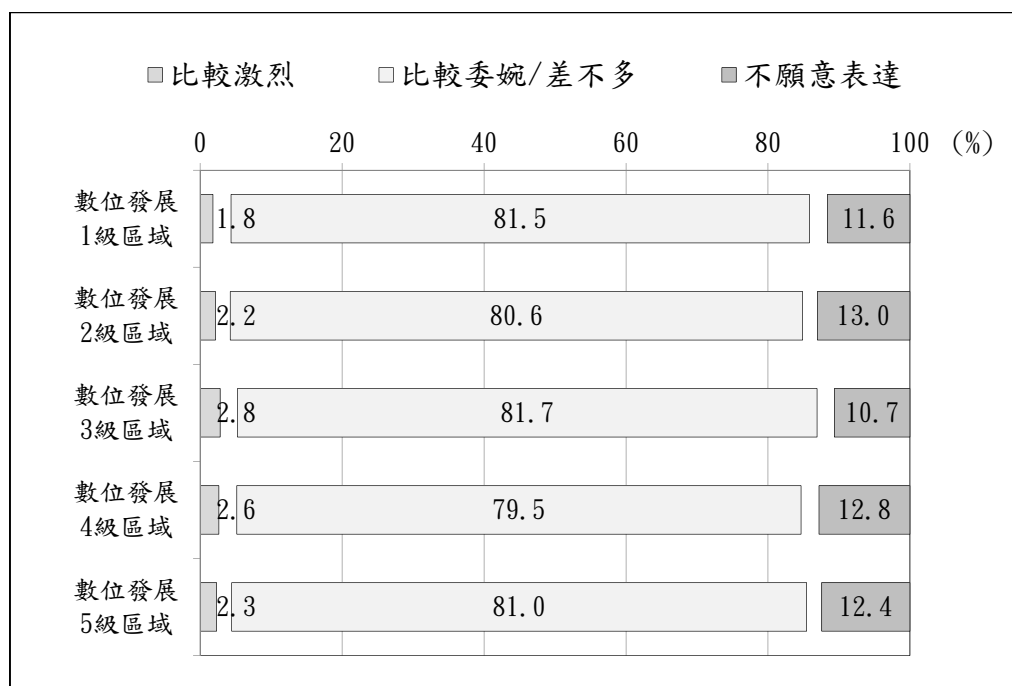 比較激烈 比較委婉/差不多 不願意表達
0 20 40 60 80 100 (%)
數位發展
1級區域
1.8 81.5 11.6
數位發展
2級區域
2.2 80.6 13.0
數位發展
3級區域
2.8 81.7 10.7
數位發展
4級區域
2.6 79.5 12.8
數位發展
5級區域
2.3 81.0 12.4